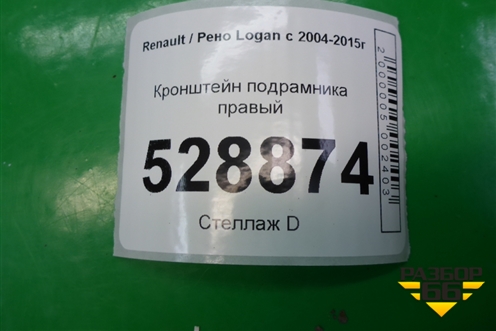 Renault / Рено Logan с 2004-2015г
Кронштейн подрамника
правый
528874
Стеллаж D
2000005002403
РАЗБОР
66